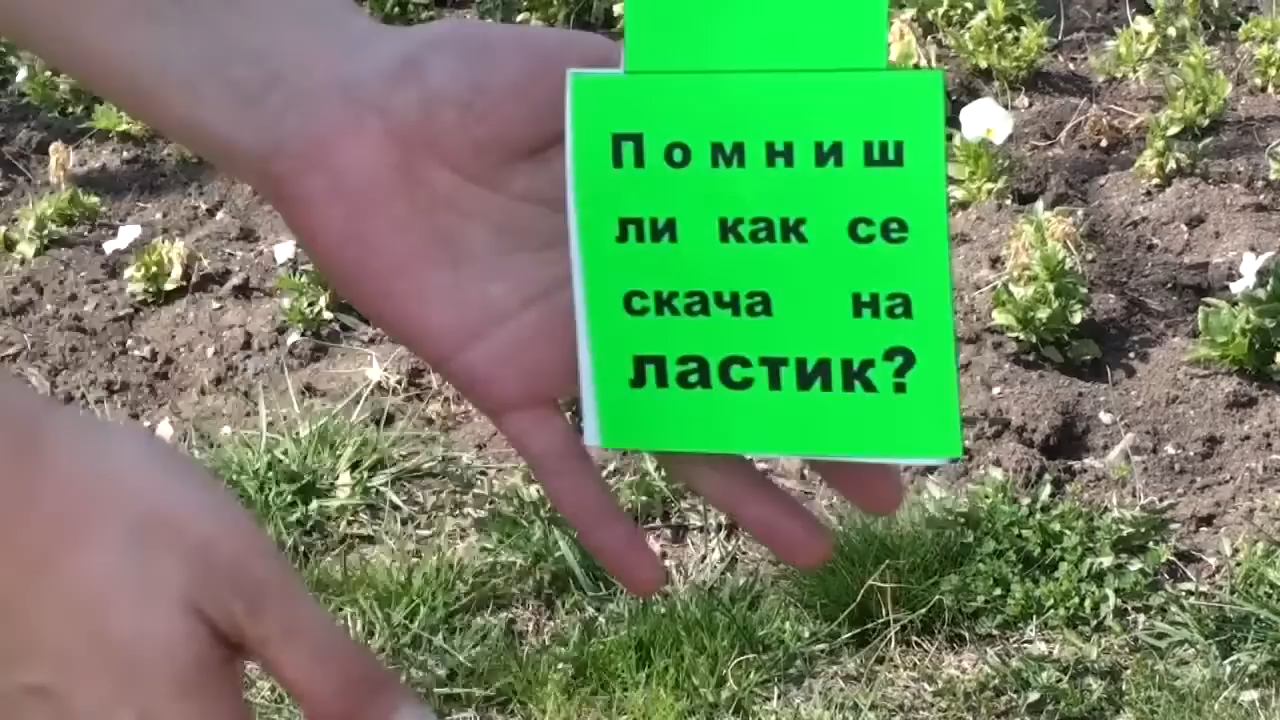 Помниш
ли как се
скача на
ластик?